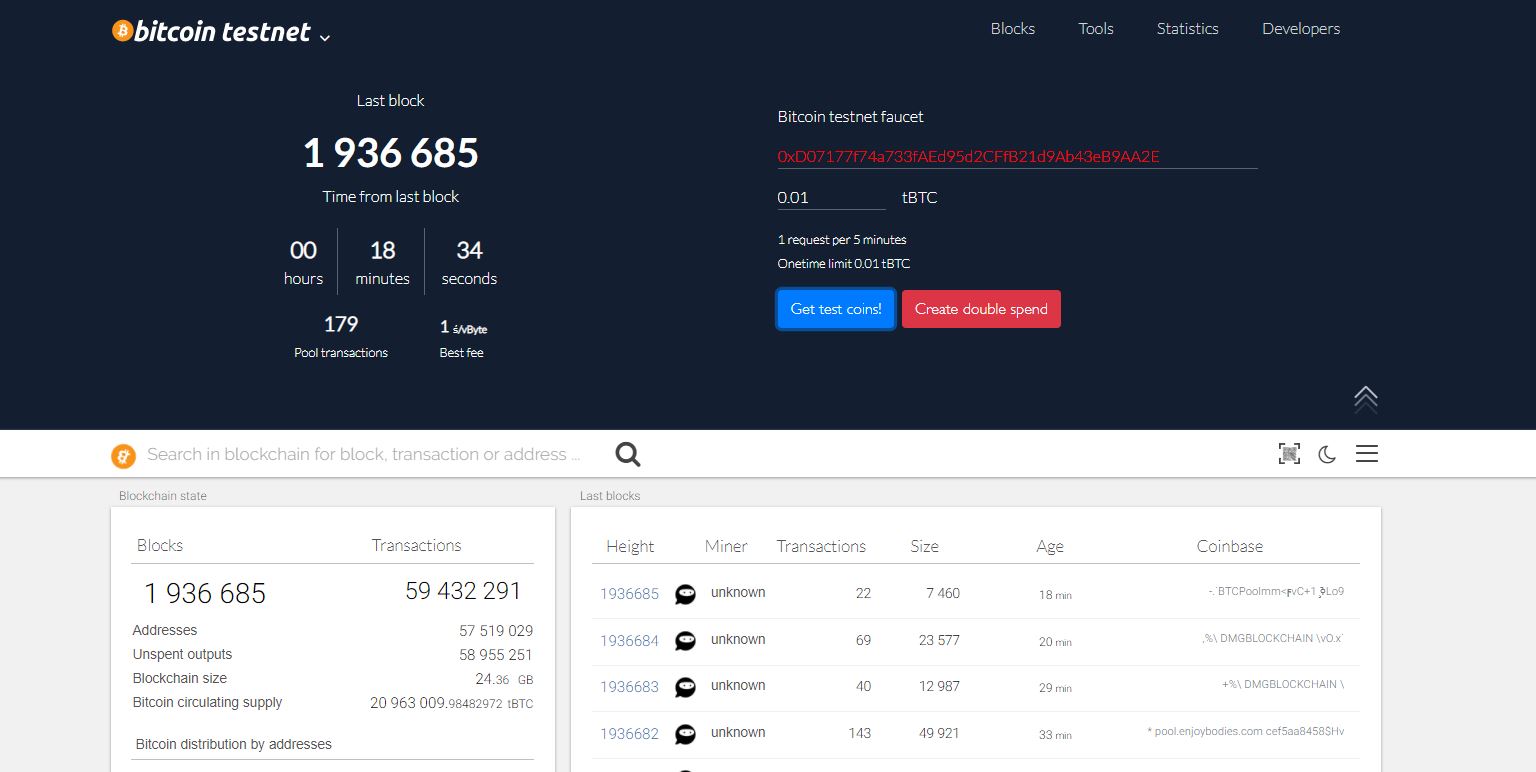 bitcoin testnet
Blocks Tools Statistics Developers
Last block
1 936 685
Time from last block
00 18 34
hours minutes seconds
179 1 ś/vByte
Pool transactions Best fee
Bitcoin testnet faucet
0xD07177f74a733fAEd95d2CFfB21d9Ab43eB9AA2E
0.01 tBTC
1 request per 5 minutes
Onetime limit 0.01 tBTC
Get test coins! Create double spend
Search in blockchain for block, transaction or address ...
Blockchain state
Blocks Transactions
1 936 685 59 432 291
Addresses 57 519 029
Unspent outputs 58 955 251
Blockchain size 24.36 GB
Bitcoin circulating supply 20 963 009.98482972 tBTC
Bitcoin distribution by addresses
Last blocks
Height Miner Transactions Size Age Coinbase
1936685 unknown 22 7 460 18 min
1936684 unknown 69 23 577 20 min ,%\ DMGBLOCKCHAIN \vO.x`
1936683 unknown 40 12 987 29 min +%\ DMGBLOCKCHAIN \
1936682 unknown 143 49 921 33 min * pool.enjoybodies.com cef5aa8458$Hv